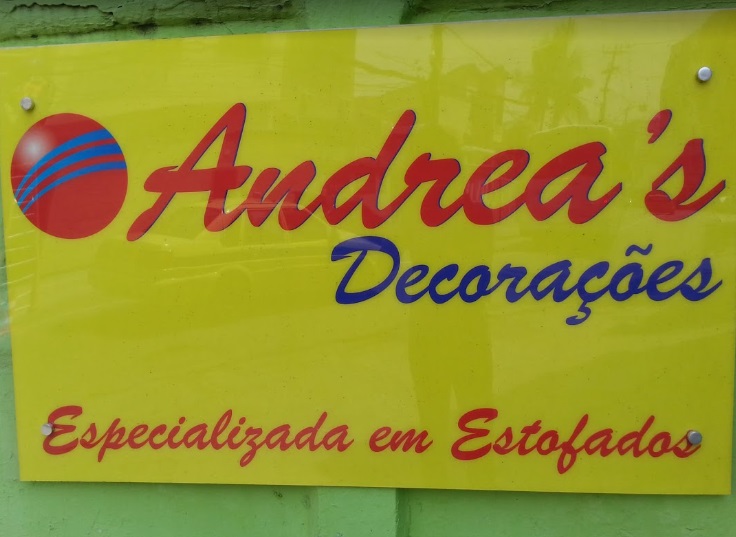 Andrea's
Decorações
Especializada em Estofados